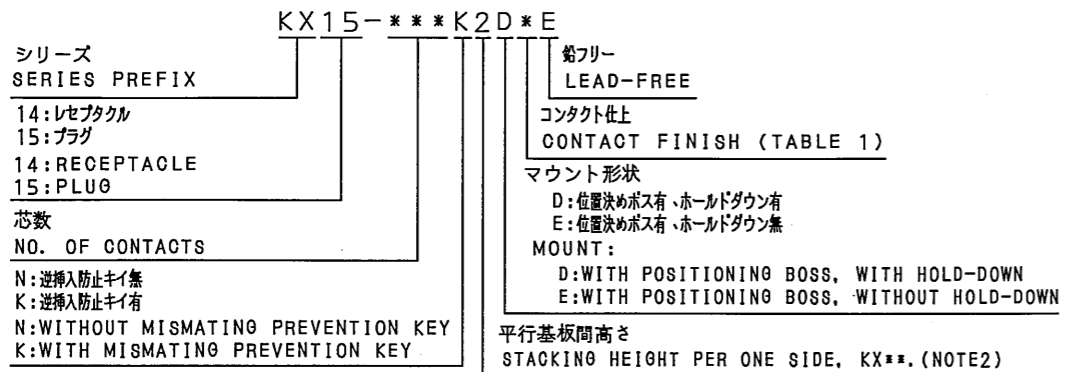 KX15-***K2D*E
シリーズ
SERIES PREFIX
14:レセプタクル
15:プラグ
14:RECEPTACLE
15:PLUG
芯数
NO. OF CONTACTS
N:逆挿入防止キイ無
K:逆挿入防止キイ有
N:WITHOUT MISMATING PREVENTION KEY
K:WITH MISMATING PREVENTION KEY
鉛フリー
LEAD-FREE
コンタクト仕上
CONTACT FINISH (TABLE 1)
マウント形状
D:位置決めボス有、ホールドダウン有
E:位置決めボス有、ホールドダウン無
MOUNT:
D:WITH POSITIONING BOSS, WITH HOLD-DOWN
E:WITH POSITIONING BOSS, WITHOUT HOLD-DOWN
平行基板間高さ
STACKING HEIGHT PER ONE SIDE, KX**.(NOTE2)